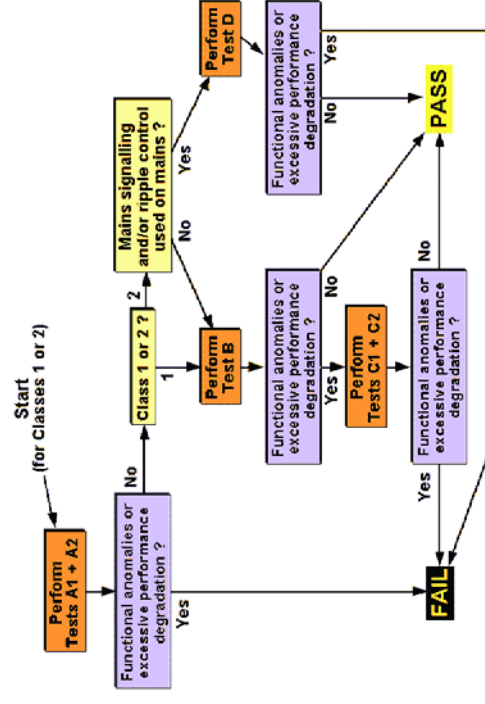 Start
(for Classes 1 or 2)
Perform
Tests A1 + A2
Functional anomalies or
excessive performance
degradation ?
No
Yes
Class 1 or 2 ?
1
2
Mains signalling
and/or ripple control
used on mains ?
No
Yes
Perform
Test B
Perform
Test D
Functional anomalies or
excessive performance
degradation ?
Yes
No
Functional anomalies or
excessive performance
degradation ?
No
Yes
Perform
Tests C1 + C2
Functional anomalies or
excessive performance
degradation ?
Yes
No
FAIL
PASS